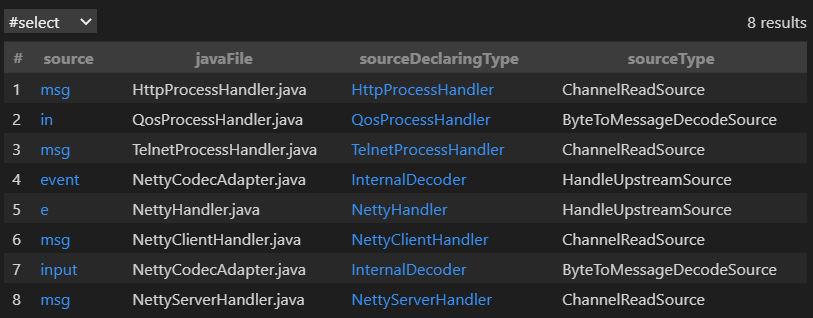 #select 8 results
# source javaFile sourceDeclaringType sourceType
1 msg HttpProcessHandler.java HttpProcessHandler ChannelReadSource
2 in QosProcessHandler.java QosProcessHandler ByteToMessageDecodeSource
3 msg TelnetProcessHandler.java TelnetProcessHandler ChannelReadSource
4 event NettyCodecAdapter.java InternalDecoder HandleUpstreamSource
5 e NettyHandler.java NettyHandler HandleUpstreamSource
6 msg NettyClientHandler.java NettyClientHandler ChannelReadSource
7 input NettyCodecAdapter.java InternalDecoder ByteToMessageDecodeSource
8 msg NettyServerHandler.java NettyServerHandler ChannelReadSource